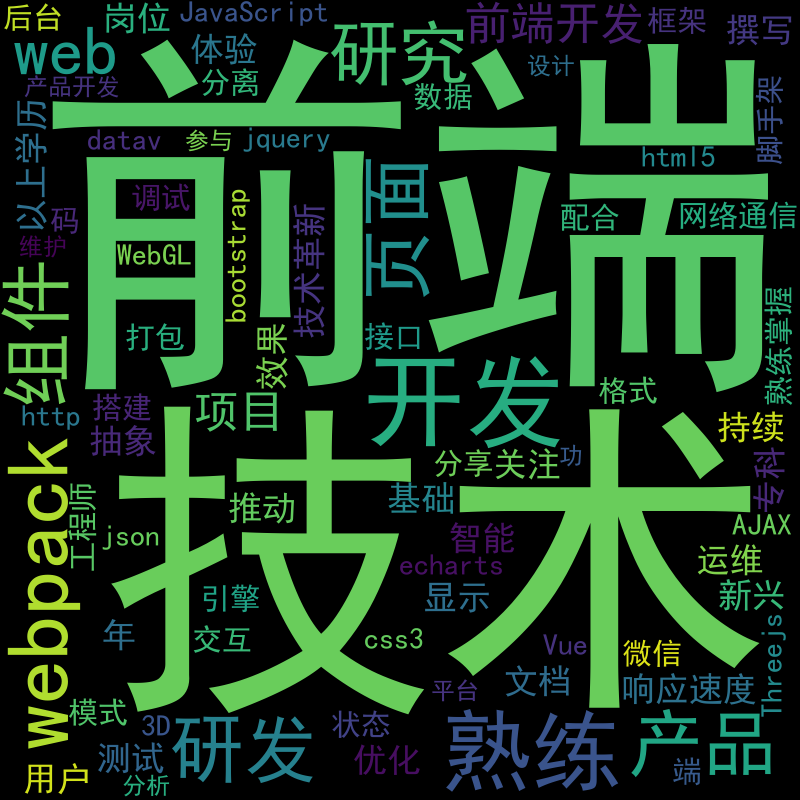 后台
岗位
JavaScript
前端开发
框架
撰写
web
体验
研究
设计
产品开发
分离
数据
脚手架
以上学历
datav
参与
jquery
html5
前端
页面
码
调试
bootstrap
技术革新
配合
网络通信
维护
WebGL
组件
打包
效果
接口
熟练掌握
http
搭建
项目
开发
格式
持续
抽象
webpack
分享
关注
功
专科
工程师
json
推动
基础
智能
AJAX
技术
echarts
运维
引擎
显示
新兴
年
交互
css3
Vue
微信
Threejs
文档
响应速度
模式
3D
状态
平台
测试
研发
优化
熟练
产品
端
用户
分析